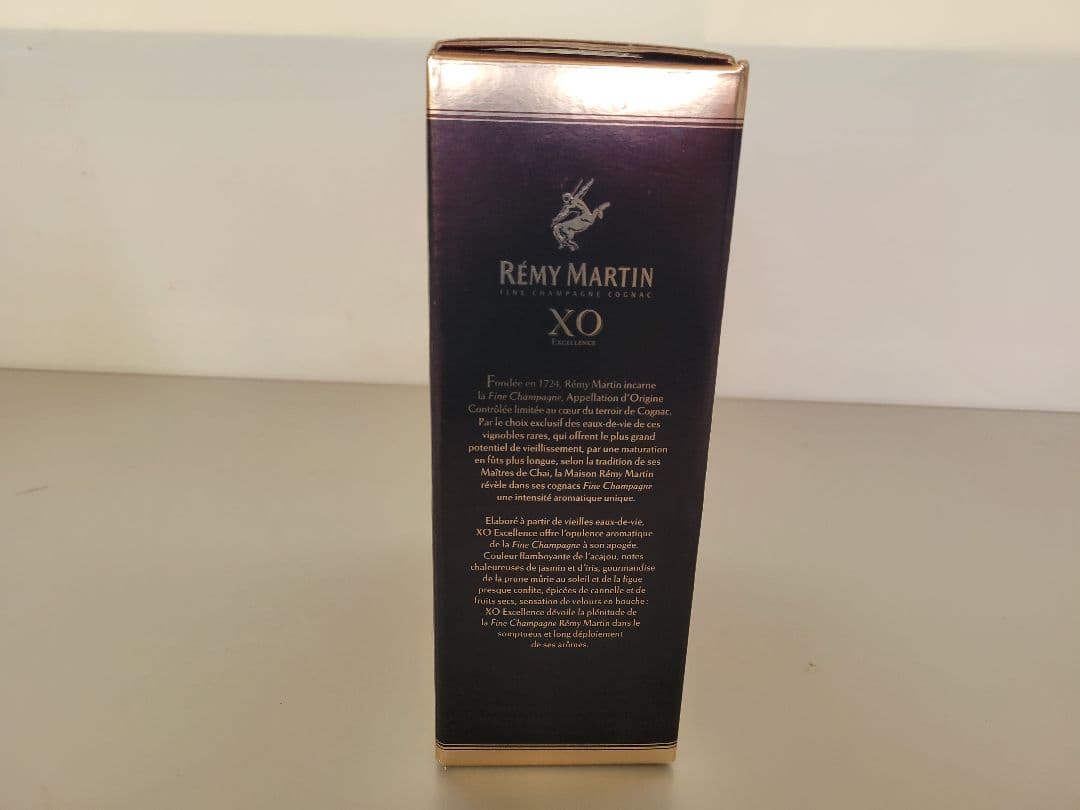 RÉMY MARTIN
FINE CHAMPAGNE COGNAC
XO
EXCELLENCE
Fondée en 1724, Rémy Martin incarne
la Fine Champagne, Appellation d'Origine
Contrôlée limitée au cœur du terroir de Cognac.
Par le choix exclusif des eaux-de-vie de ces
vignobles rares, qui offrent le plus grand
potentiel de vieillissement, par une maturation
en fûts plus longue, selon la tradition de ses
Maîtres de Chai, la Maison Rémy Martin
révèle dans ses cognacs Fine Champagne
une intensité aromatique unique.
Elaboré à partir de vieilles eaux-de-vie,
XO Excellence offre l'opulence aromatique
de la Fine Champagne à son apogée.
Couleur flamboyante de l'acajou, notes
chaleureuses de jasmin et d'iris, gourmandise
de la prune mûrie au soleil et de la figue
presque confite, épicées de cannelle et de
fruits secs, sensation de velours en bouche :
XO Excellence dévoile la plénitude de
la Fine Champagne Rémy Martin dans le
somptueux et long déploiement
de ses arômes.